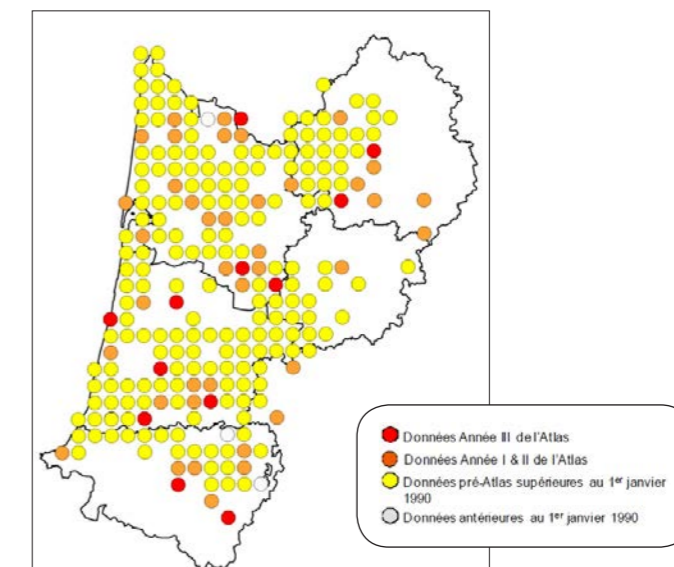 Données Année III de l'Atlas
Données Année I & II de l'Atlas
Données pré-Atlas supérieures au 1er janvier
1990
Données antérieures au 1er janvier 1990